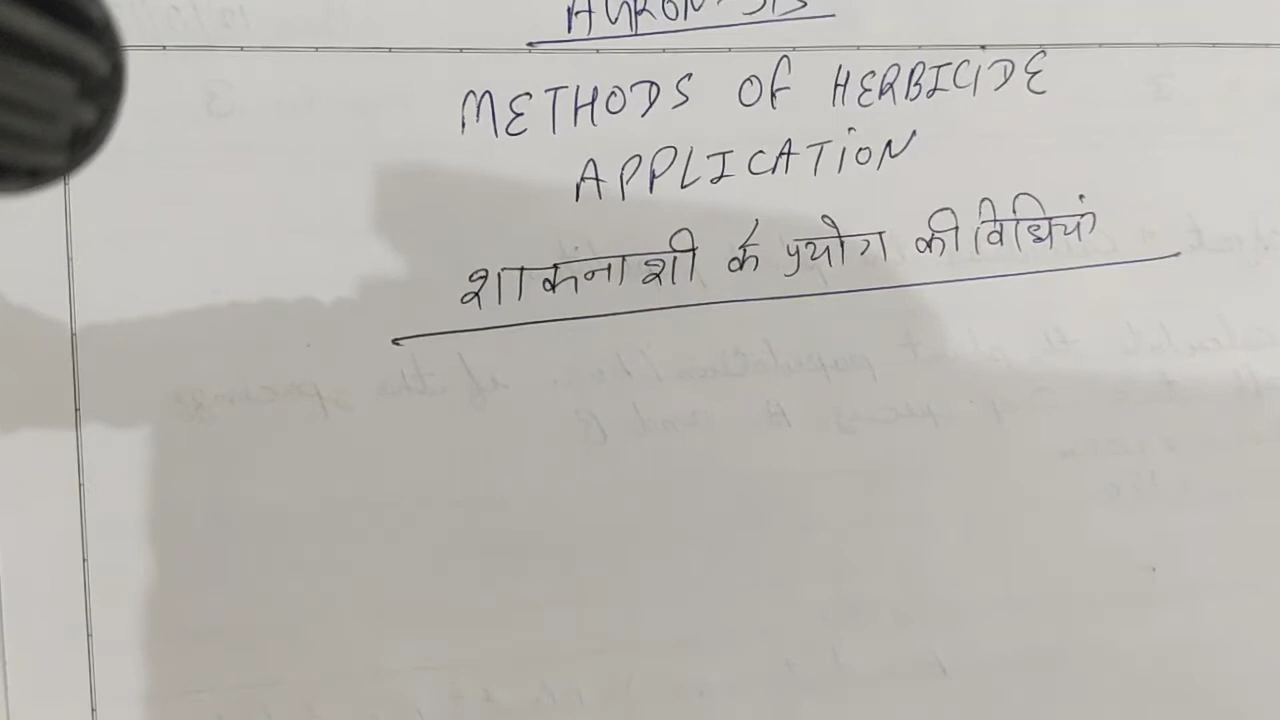 METHODS OF HERBICIDE
APPLICATION
शाकनाशी के प्रयोग की विधियां